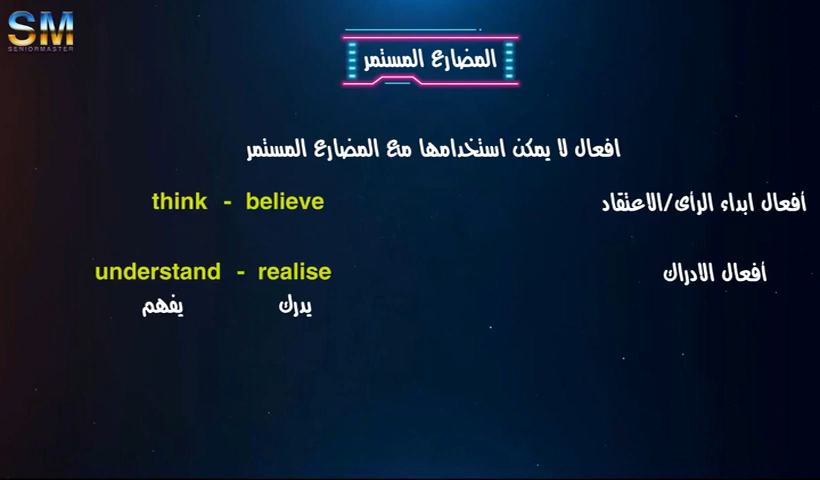 SM
SENIORMASTER
المضارع المستمر
افعال لا يمكن استخدامها مع المضارع المستمر
أفعال ابداء الرأى/الاعتقاد
think - believe
أفعال الادراك
understand - realise
يفهم يدرك